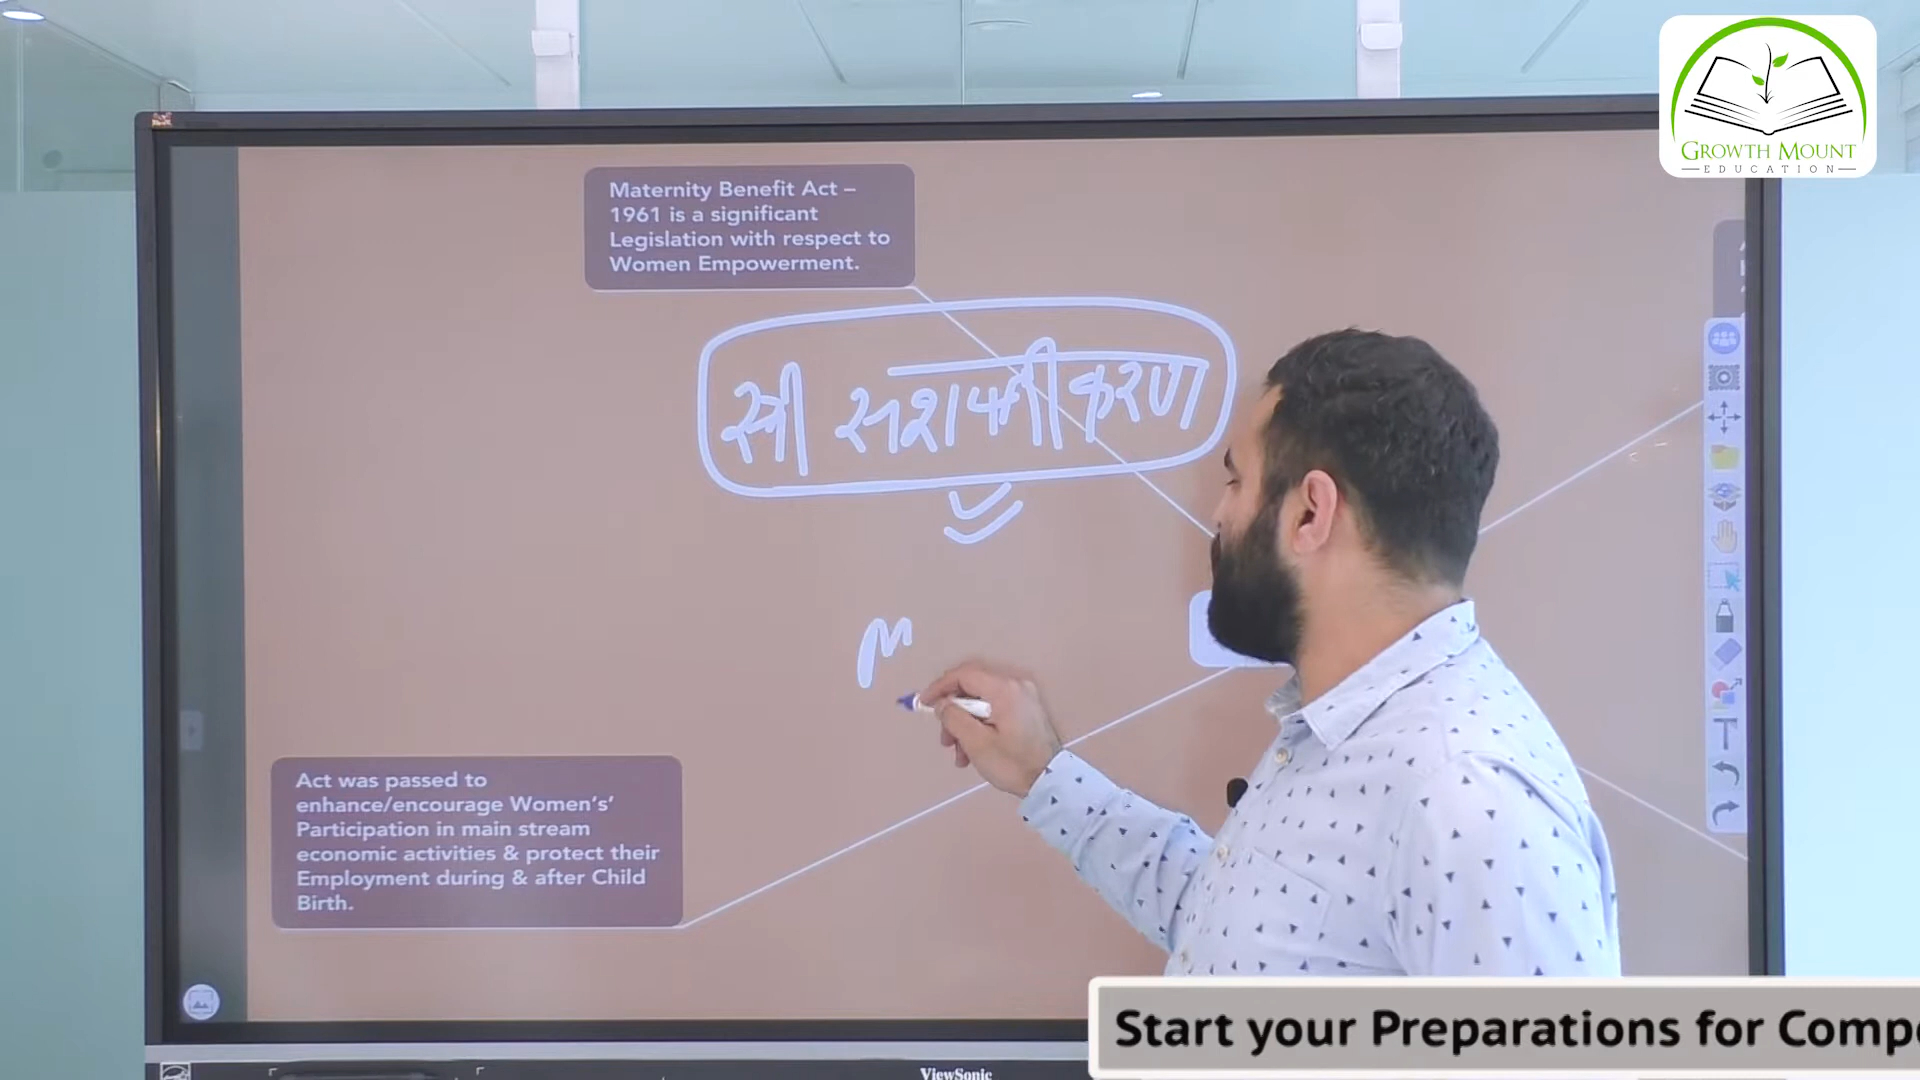 GROWTH MOUNT
EDUCATION
Maternity Benefit Act –
1961 is a significant
Legislation with respect to
Women Empowerment.
स्त्री सशक्तीकरण
M
Act was passed to
enhance/encourage Women's'
Participation in main stream
economic activities & protect their
Employment during & after Child
Birth.
Start your Preparations for Compe
ViewSonic